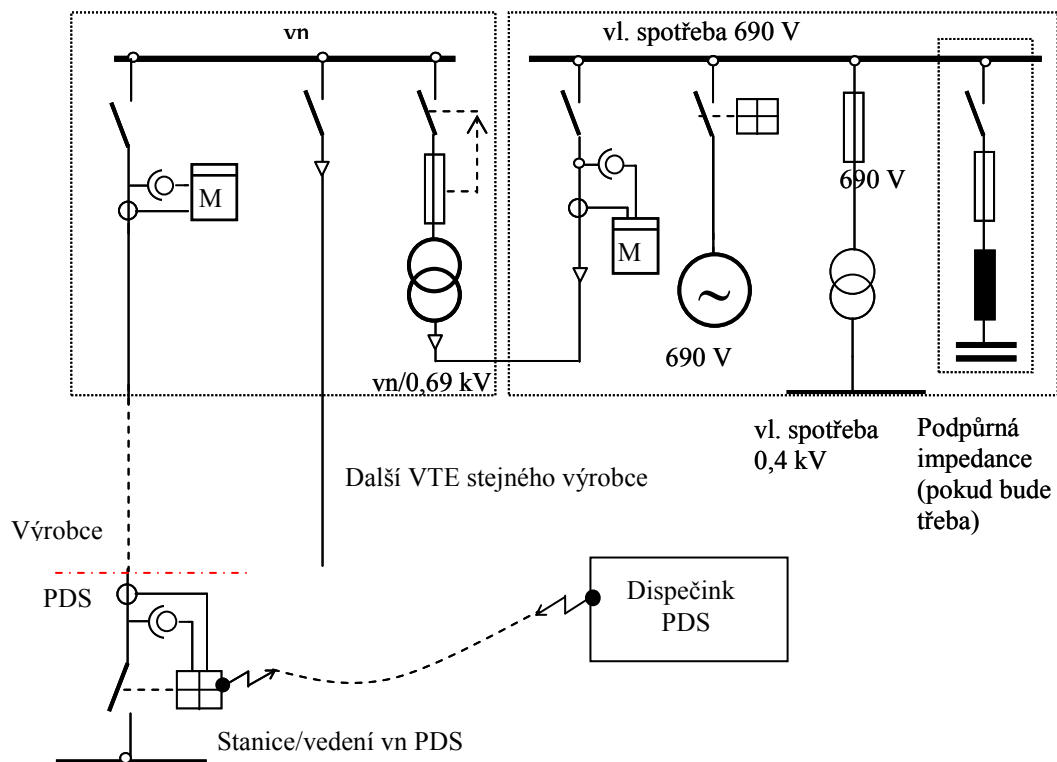 vn
vl. spotřeba 690 V
M
M
690 V
690 V
vn/0,69 kV
vl. spotřeba
0,4 kV
Podpůrná
impedance
(pokud bude
třeba)
Další VTE stejného výrobce
Výrobce
PDS
Dispečink
PDS
Stanice/vedení vn PDS